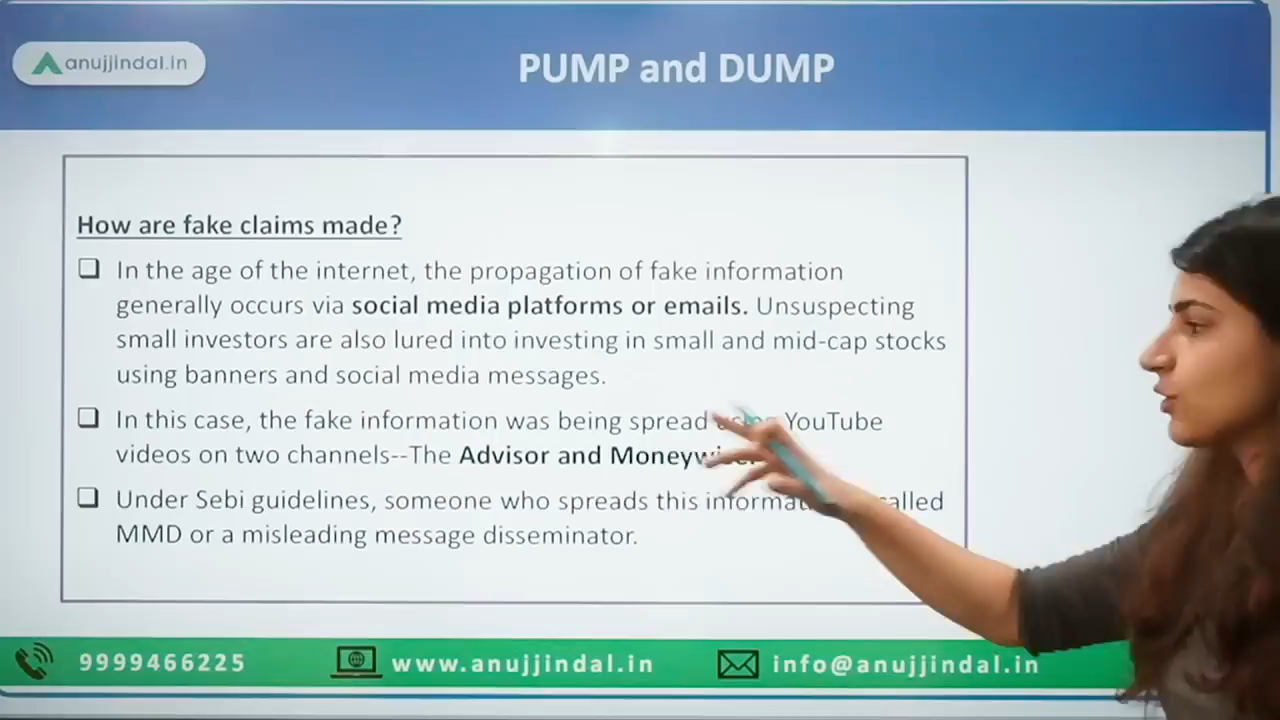 anujjindal.in
PUMP and DUMP
How are fake claims made?
In the age of the internet, the propagation of fake information
generally occurs via social media platforms or emails. Unsuspecting
small investors are also lured into investing in small and mid-cap stocks
using banners and social media messages.
In this case, the fake information was being spread using YouTube
videos on two channels--The Advisor and Moneywiser.
Under Sebi guidelines, someone who spreads this called
MMD or a misleading message disseminator.
9999466225 www.anujjindal.in info@anujjindal.in